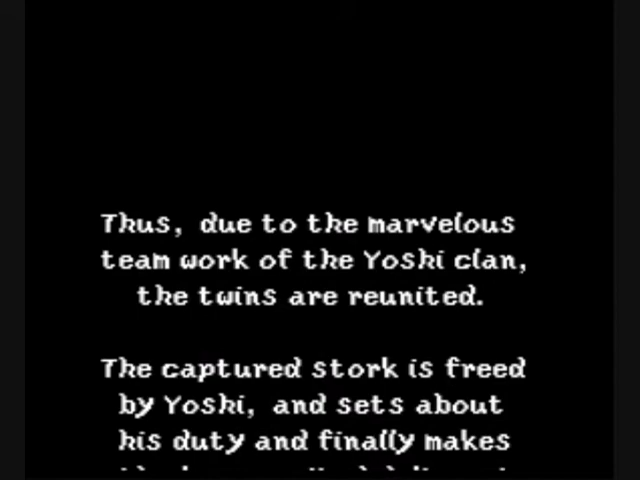 Thus, due to the marvelous
team work of the Yoshi clan,
the twins are reunited.
The captured stork is freed
by Yoshi, and sets about
his duty and finally makes